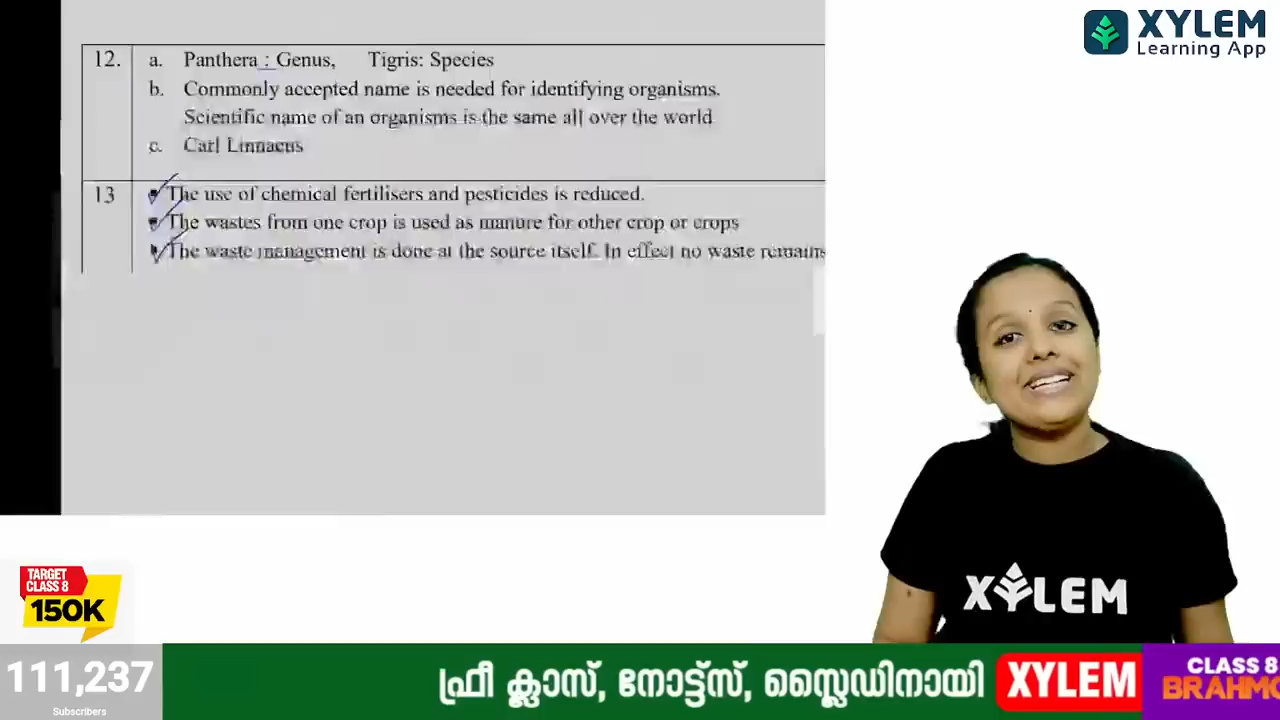 XYLEM
Learning App
12. a. Panthera : Genus, Tigris: Species
b. Commonly accepted name is needed for identifying organisms.
Scientific name of an organisms is the same all over the world
c. Carl Linnaeus
13 The use of chemical fertilisers and pesticides is reduced.
The wastes from one crop is used as manure for other crop or crops
The waste management is done at the source itself. In effect no waste remains
XYLEM
TARGET
CLASS 8
150K
111,237
Subscribers
ഫ്രീ ക്ലാസ്, നോട്ട്സ്, സ്ലൈഡിനായി XYLEM
CLASS 8
BRAHMO